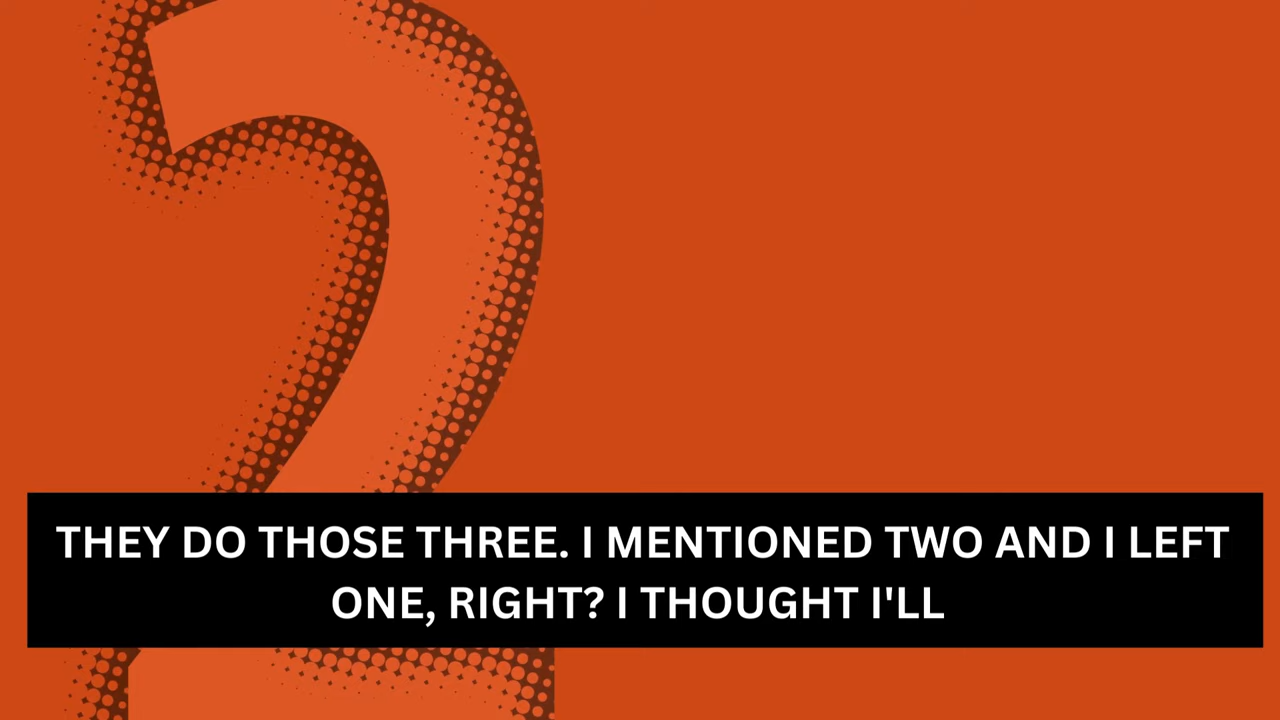 2
THEY DO THOSE THREE. I MENTIONED TWO AND I LEFT
ONE, RIGHT? I THOUGHT I'LL